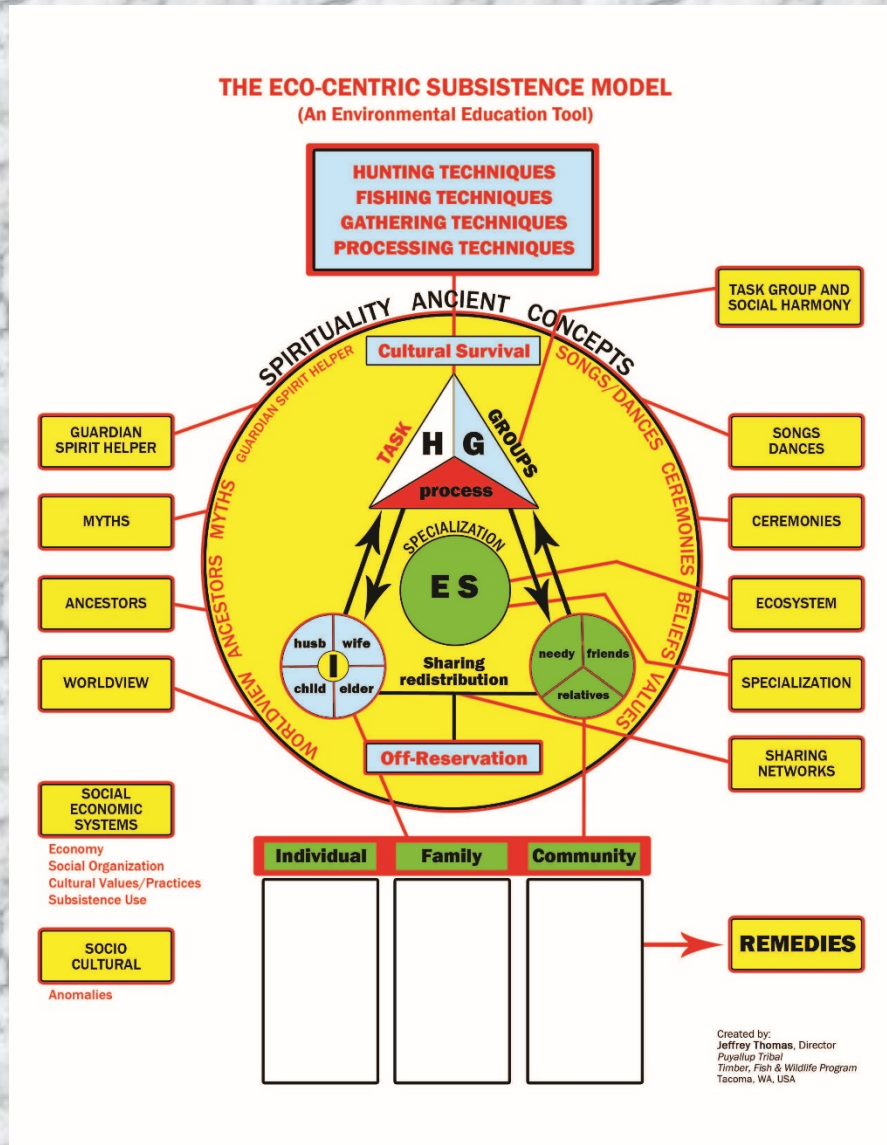 THE ECO-CENTRIC SUBSISTENCE MODEL
(An Environmental Education Tool)
HUNTING TECHNIQUES
FISHING TECHNIQUES
GATHERING TECHNIQUES
PROCESSING TECHNIQUES
TASK GROUP AND
SOCIAL HARMONY
SPIRITUALITY ANCIENT CONCEPTS
GUARDIAN SPIRIT HELPER
MYTHS
ANCESTORS
WORLDVIEW
SONGS/DANCES
CEREMONIES
BELIEFS
VALUES
Cultural Survival
TASK
GROUPS
H G
process
SPECIALIZATION
E S
husb wife
I
child elder
Sharing
redistribution
needy friends
relatives
Off-Reservation
GUARDIAN
SPIRIT HELPER
MYTHS
ANCESTORS
WORLDVIEW
SONGS
DANCES
CEREMONIES
ECOSYSTEM
SPECIALIZATION
SHARING
NETWORKS
SOCIAL
ECONOMIC
SYSTEMS
Economy
Social Organization
Cultural Values/Practices
Subsistence Use
SOCIO
CULTURAL
Anomalies
Individual Family Community
REMEDIES
Created by:
Jeffrey Thomas, Director
Puyallup Tribal
Timber, Fish & Wildlife Program
Tacoma, WA, USA